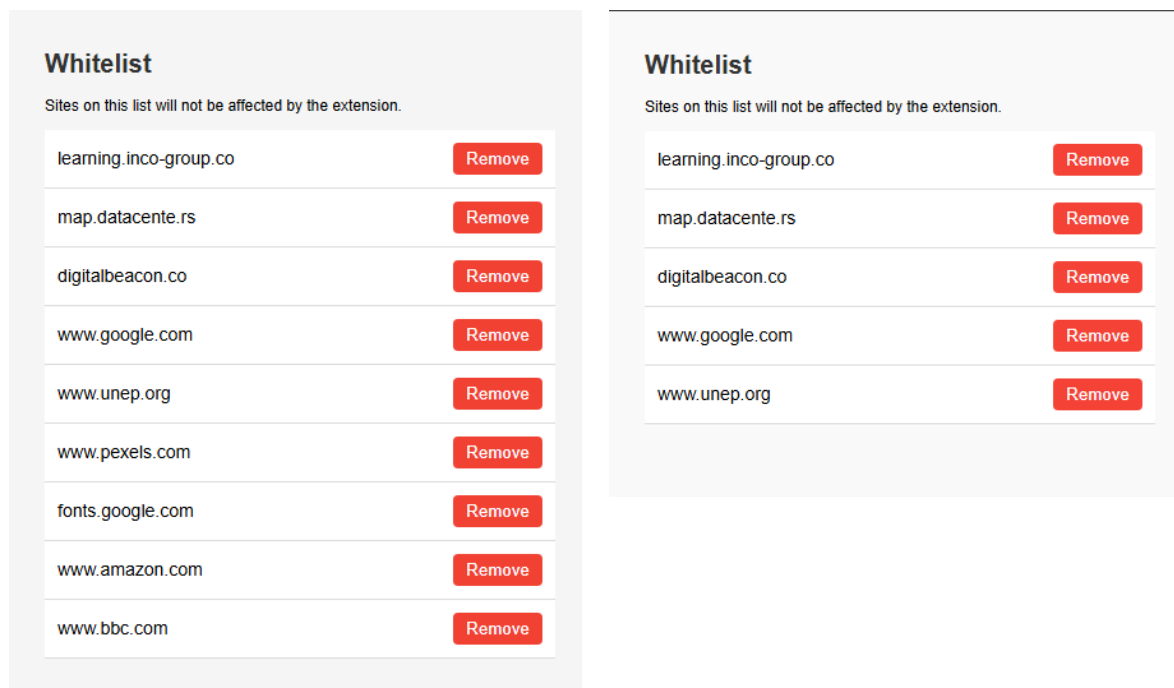 Whitelist
Sites on this list will not be affected by the extension.
learning.inco-group.co Remove
map.datacente.rs Remove
digitalbeacon.co Remove
www.google.com Remove
www.unep.org Remove
www.pexels.com Remove
fonts.google.com Remove
www.amazon.com Remove
www.bbc.com Remove
Whitelist
Sites on this list will not be affected by the extension.
learning.inco-group.co Remove
map.datacente.rs Remove
digitalbeacon.co Remove
www.google.com Remove
www.unep.org Remove